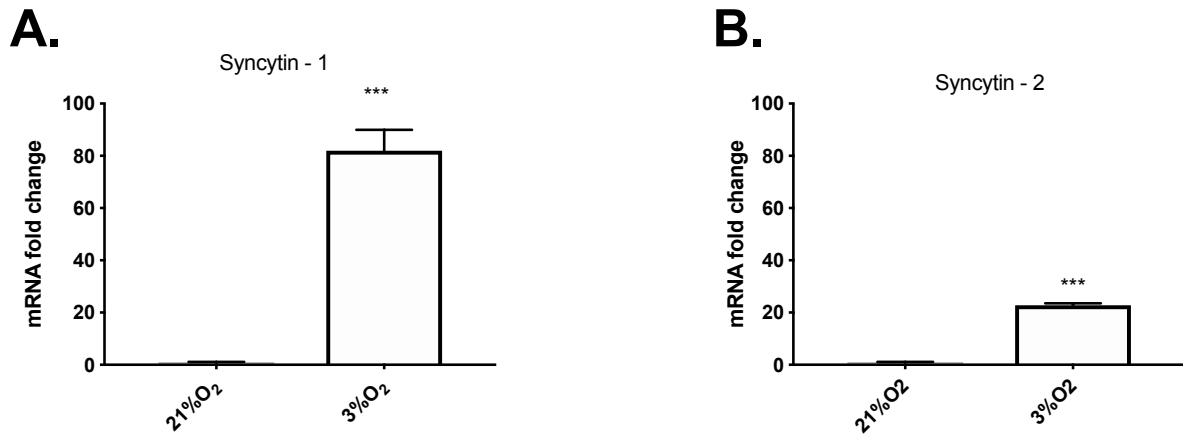 A.
Syncytin - 1
***
mRNA fold change
100
80
60
40
20
0
21%O₂
3%O₂
B.
Syncytin - 2
***
mRNA fold change
100
80
60
40
20
0
21%O2
3%O2